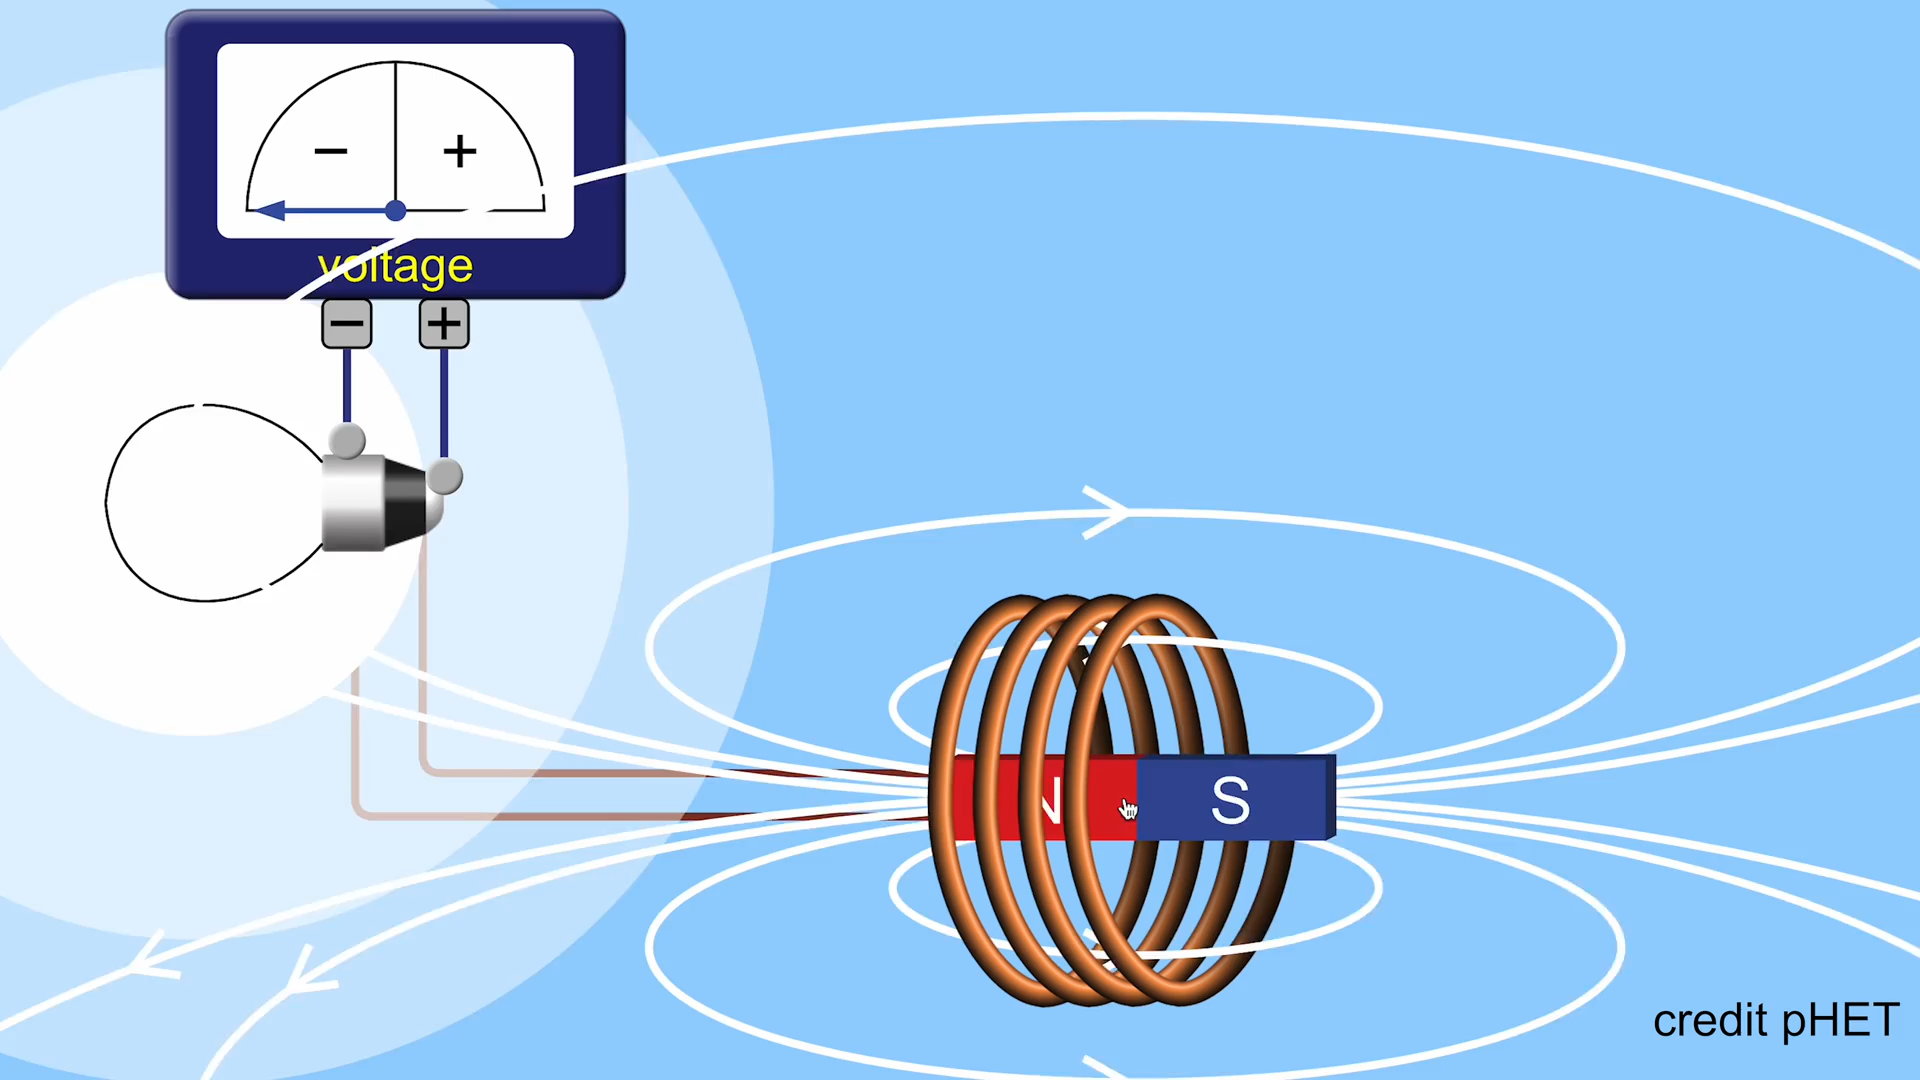 − +
voltage
− +
N S
credit pHET